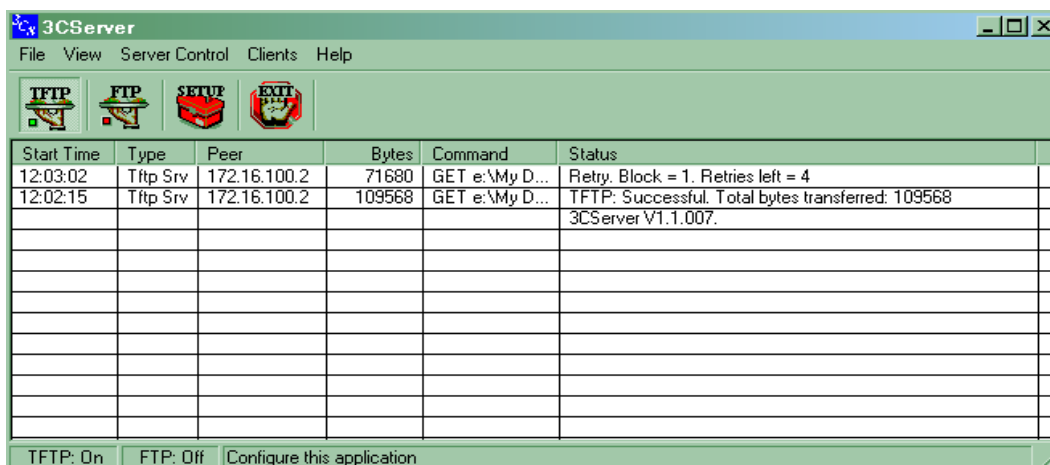 3CServer
File View Server Control Clients Help
TFTP FTP SETUP EXIT
Start Time Type Peer Bytes Command Status
12:03:02 Tftp Srv 172.16.100.2 71680 GET e:\My D... Retry. Block = 1. Retries left = 4
12:02:15 Tftp Srv 172.16.100.2 109568 GET e:\My D... TFTP: Successful. Total bytes transferred: 109568
3CServer V1.1.007.
TFTP: On FTP: Off Configure this application